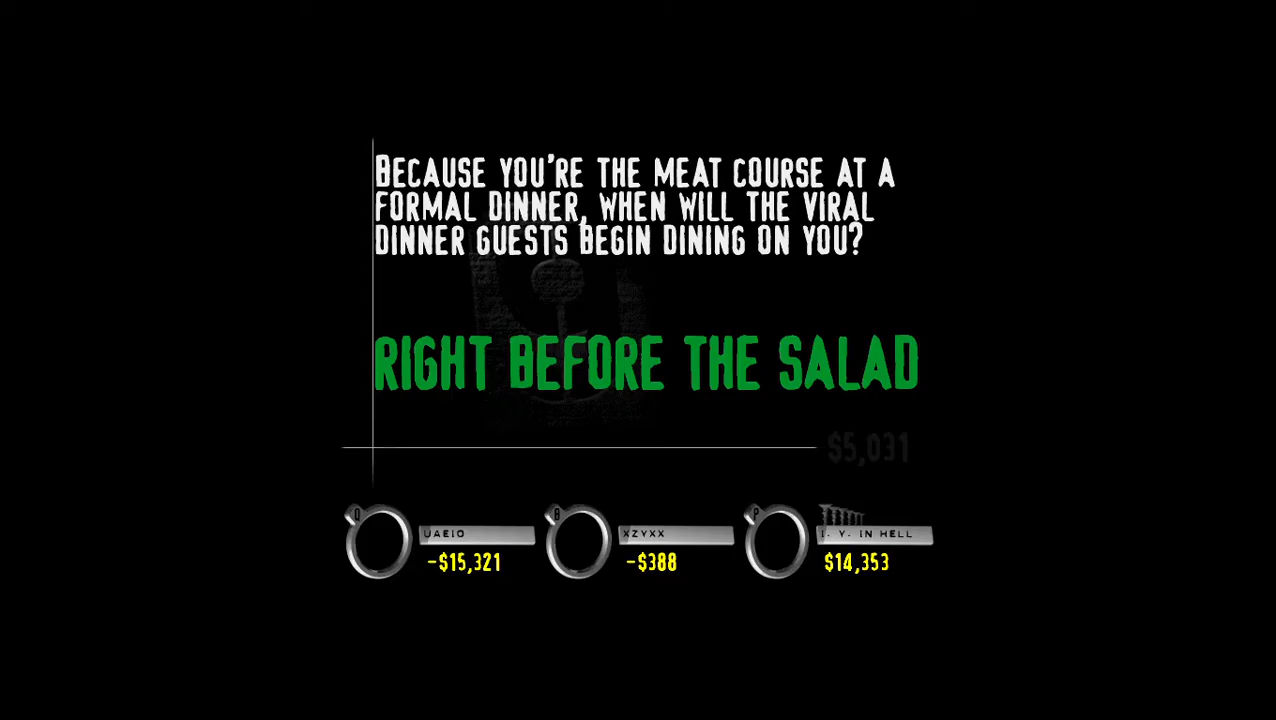 BECAUSE YOU'RE THE MEAT COURSE AT A
FORMAL DINNER, WHEN WILL THE VIRAL
DINNER GUESTS BEGIN DINING ON YOU?
RIGHT BEFORE THE SALAD
$5,031
Q UAEIO
-$15,321
B XZYXX
-$388
P I. V. IN HELL
$14,353